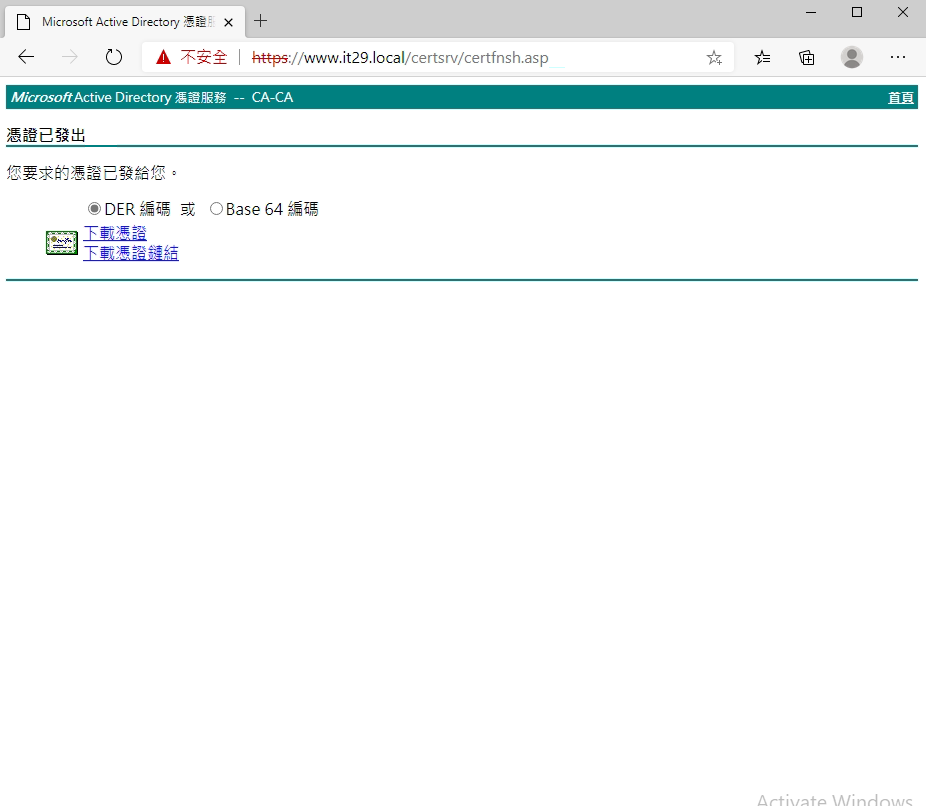 Microsoft Active Directory 憑證
不安全 https://www.it29.local/certsrv/certfnsh.asp
Microsoft Active Directory 憑證服務 -- CA-CA 首頁
憑證已發出
您要求的憑證已發給您。
DER 編碼 或 Base 64 編碼
下載憑證
下載憑證鏈結
Activate Windows